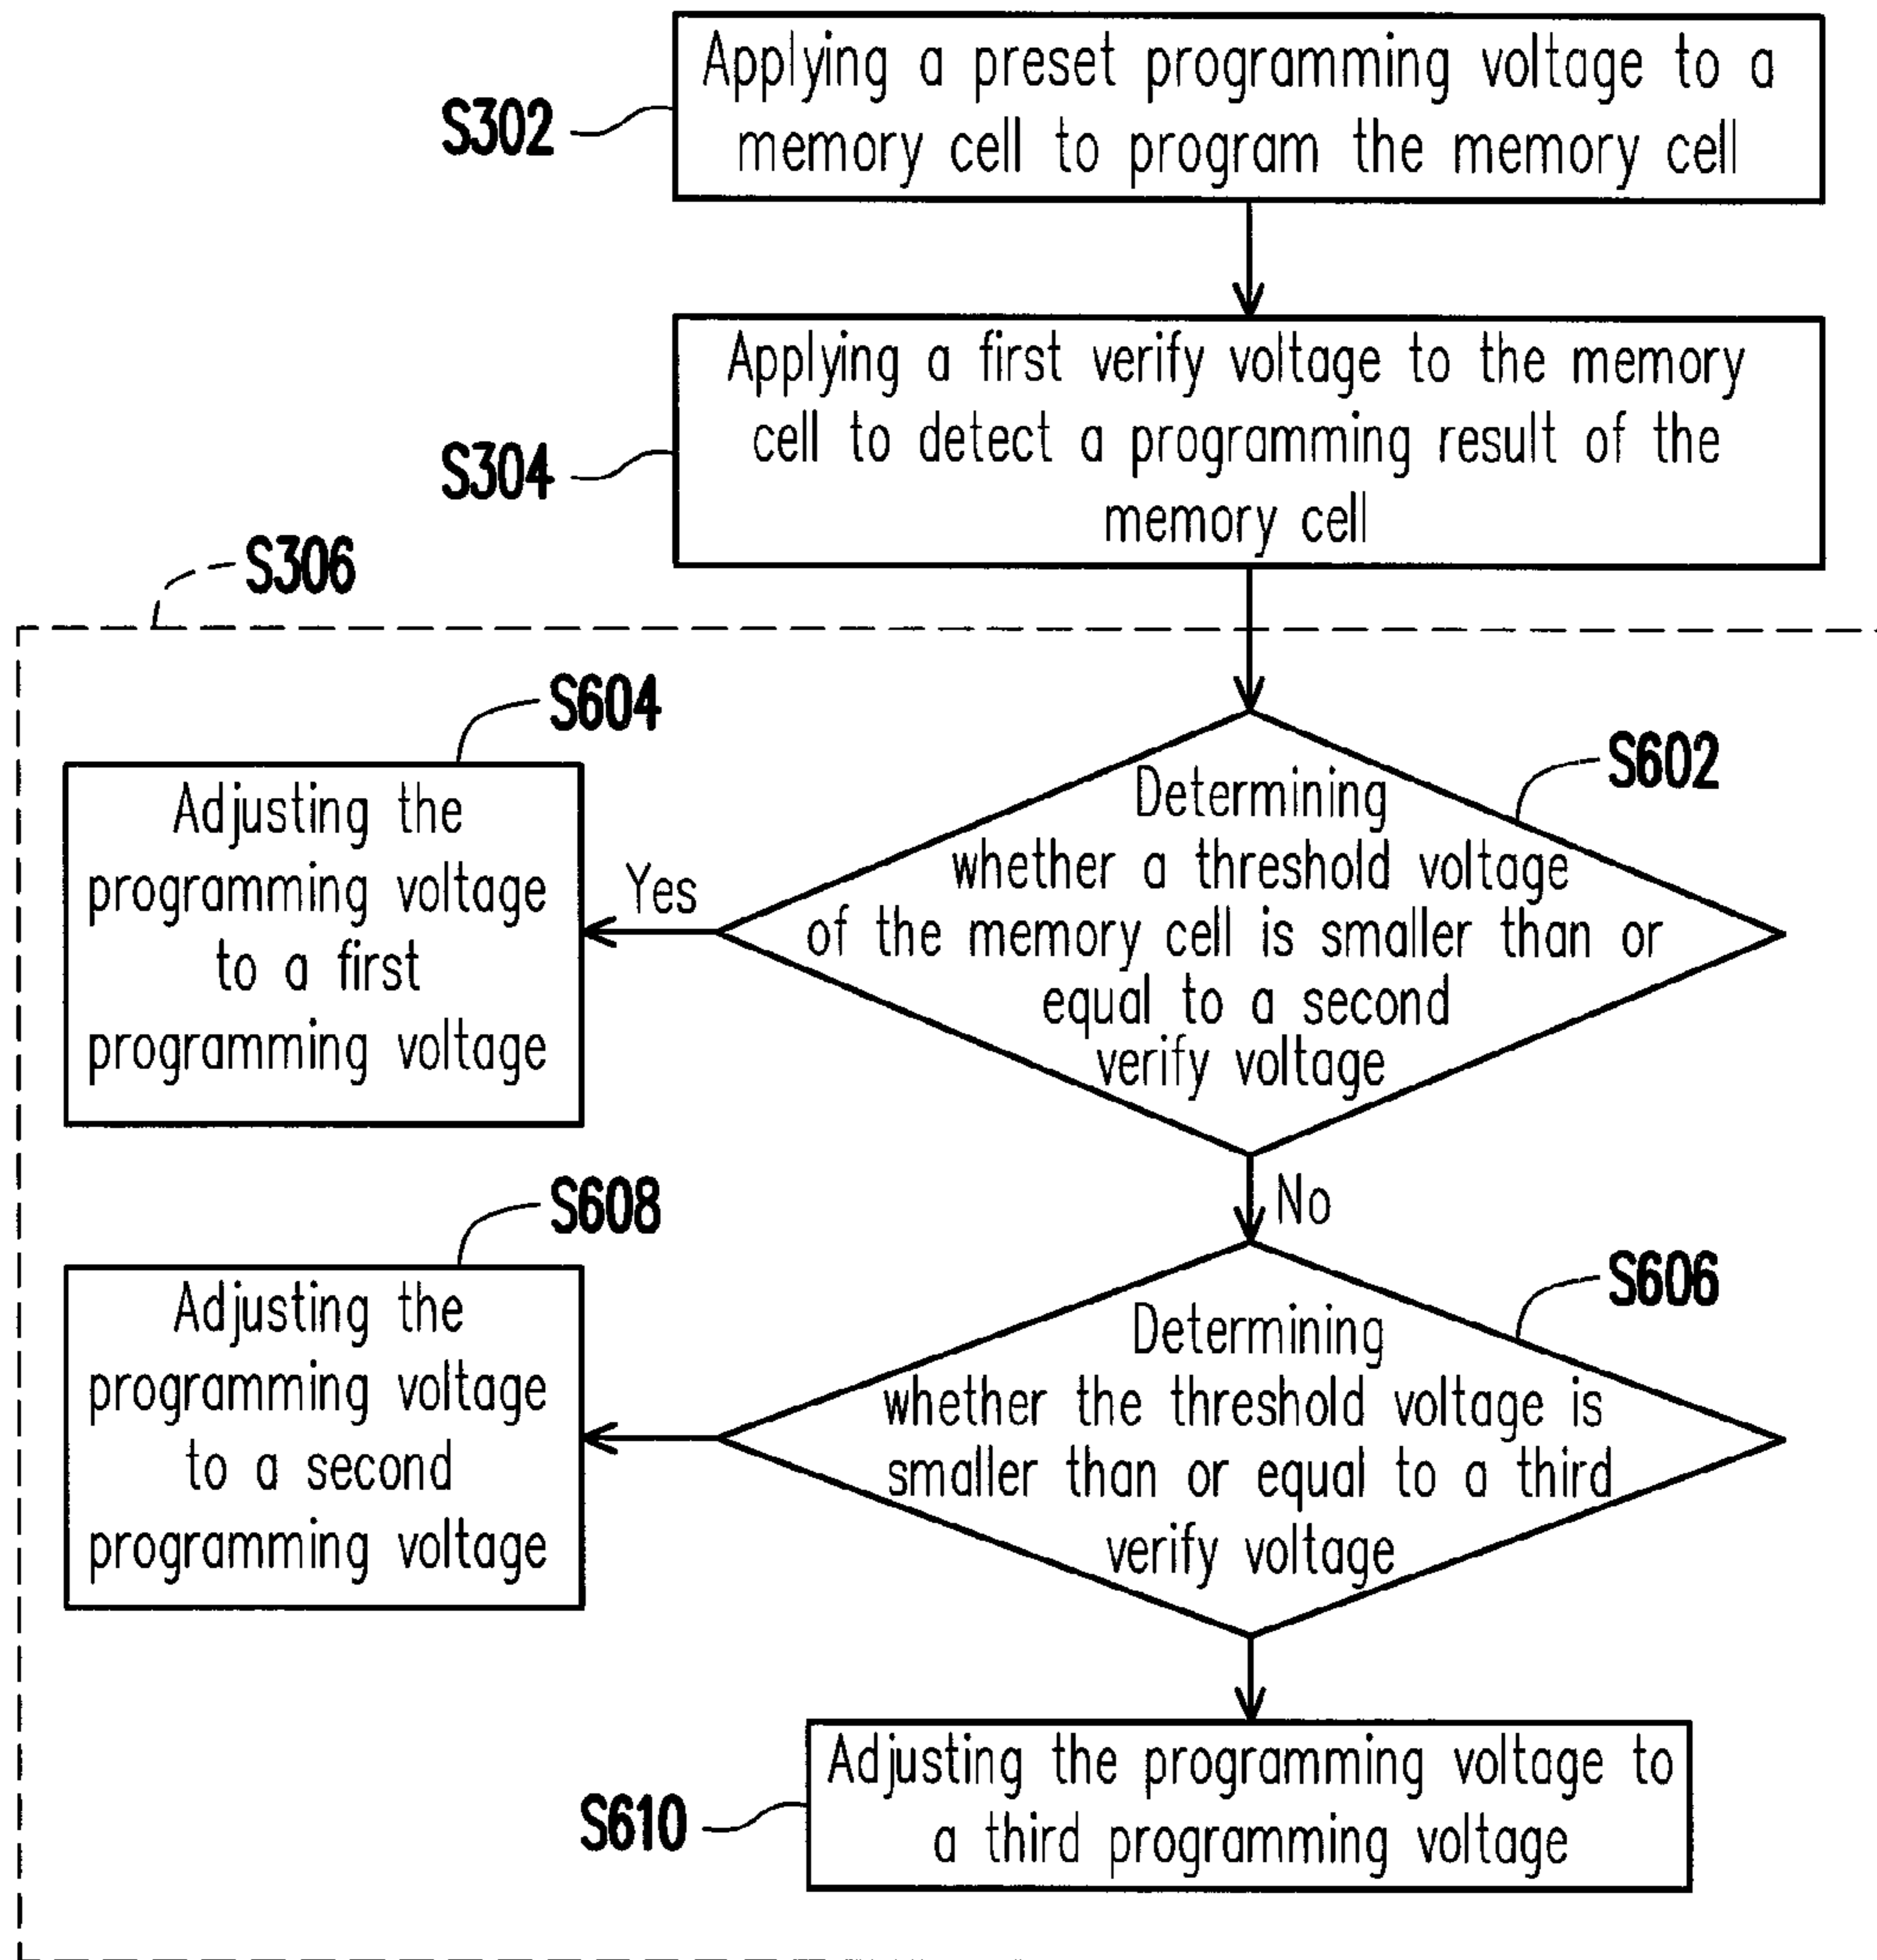 Applying a preset programming voltage to a
memory cell to program the memory cell
S302
Applying a first verify voltage to the memory
cell to detect a programming result of the
memory cell
S304
S306
S604
Adjusting the
programming voltage
to a first
programming voltage
Yes
S602
Determining
whether a threshold voltage
of the memory cell is smaller than or
equal to a second
verify voltage
No
S608
Adjusting the
programming voltage
to a second
programming voltage
S606
Determining
whether the threshold voltage is
smaller than or equal to a third
verify voltage
S610
Adjusting the programming voltage to
a third programming voltage